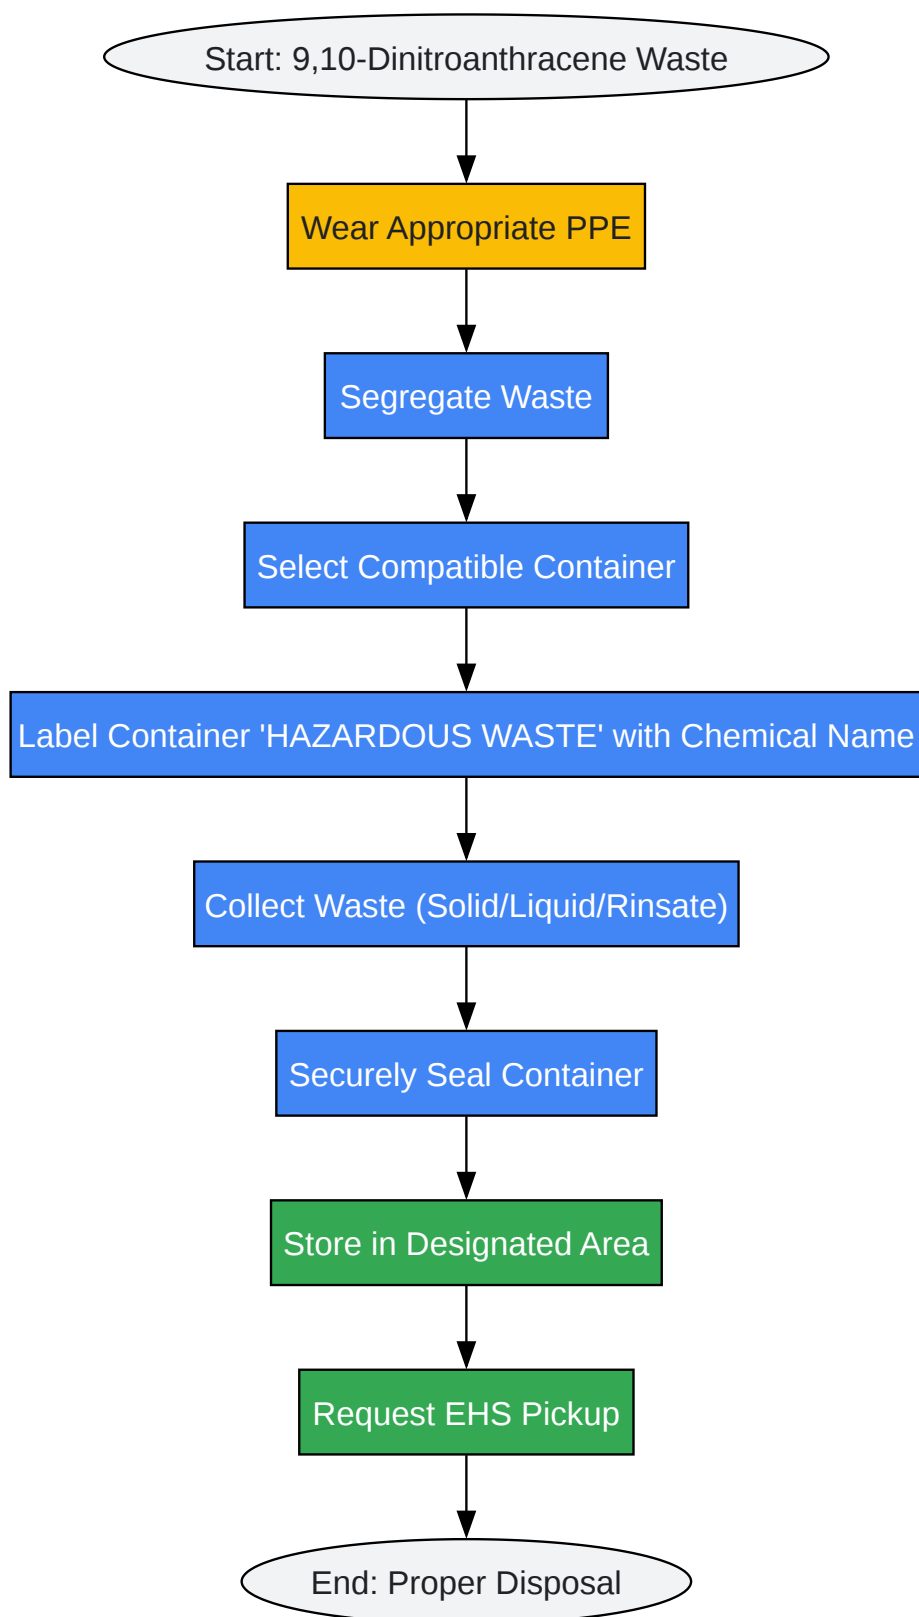 Start: 9,10-Dinitroanthracene Waste
Wear Appropriate PPE
Segregate Waste
Select Compatible Container
Label Container 'HAZARDOUS WASTE' with Chemical Name
Collect Waste (Solid/Liquid/Rinsate)
Securely Seal Container
Store in Designated Area
Request EHS Pickup
End: Proper Disposal